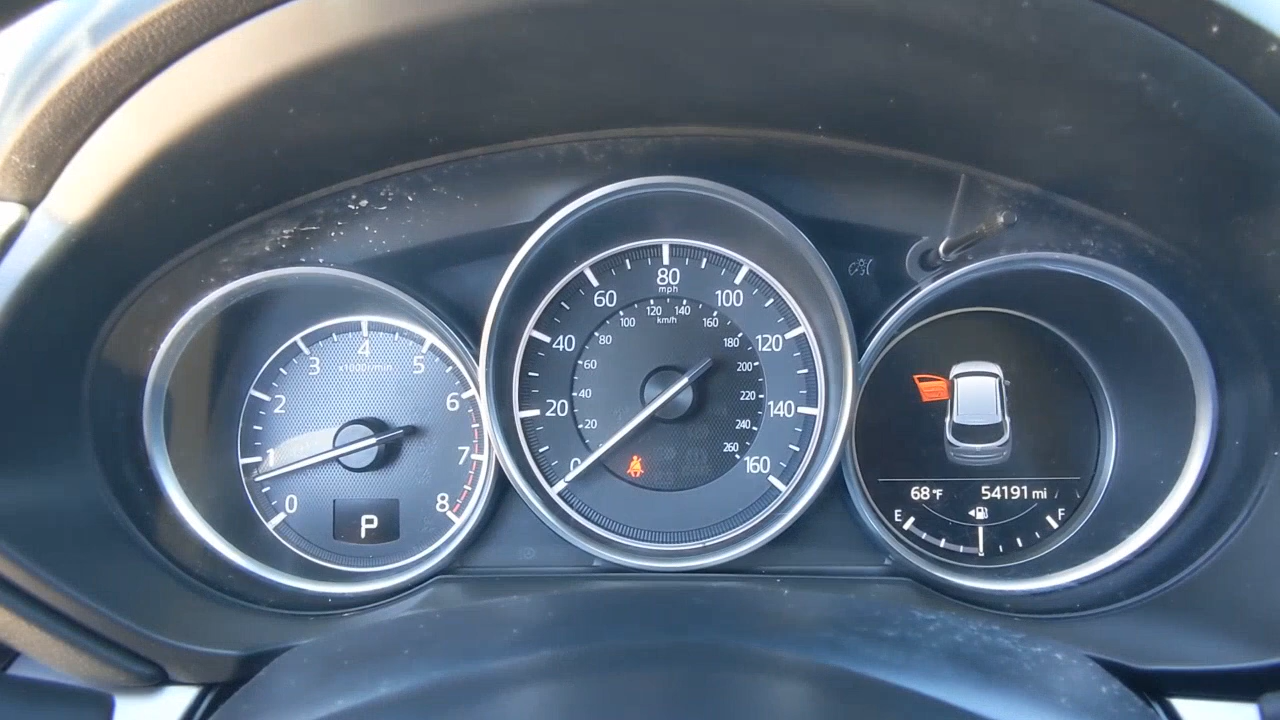 0 1 2 3 4 5 6 7 8
x1000r/min
P
0 20 40 60 80 100 120 140 160
mph
20 40 60 80 100 120 140 160 180 200 220 240 260
km/h
68°F 54191 mi
E F